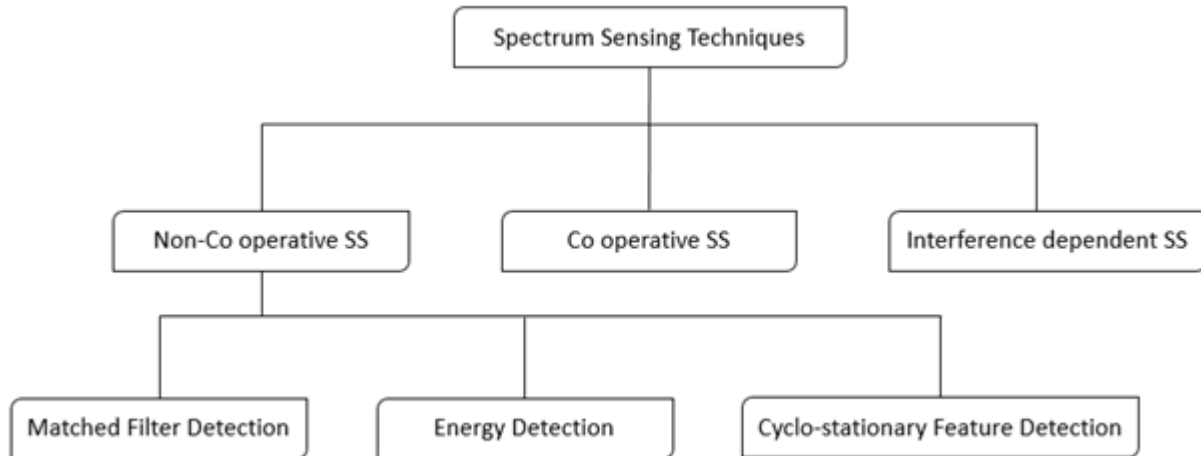 Spectrum Sensing Techniques
Non-Co operative SS
Co operative SS
Interference dependent SS
Matched Filter Detection
Energy Detection
Cyclo-stationary Feature Detection